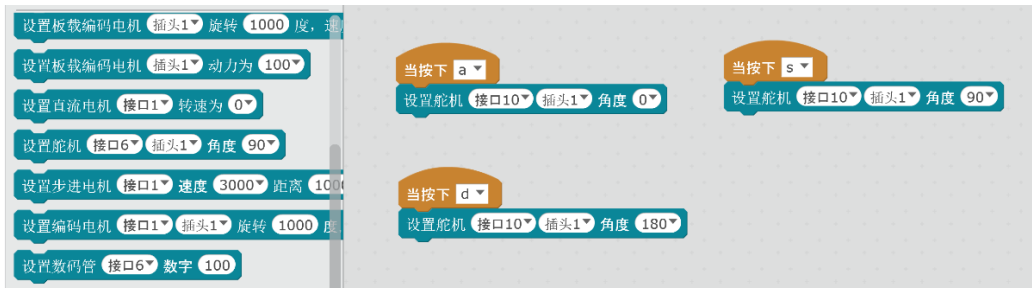 设置板载编码电机 插头1 旋转 1000 度，速
设置板载编码电机 插头1 动力为 100
设置直流电机 接口1 转速为 0
设置舵机 接口6 插头1 角度 90
设置步进电机 接口1 速度 3000 距离 1000
设置编码电机 接口1 插头1 旋转 1000 度
设置数码管 接口6 数字 100
当按下 a
设置舵机 接口10 插头1 角度 0
当按下 s
设置舵机 接口10 插头1 角度 90
当按下 d
设置舵机 接口10 插头1 角度 180